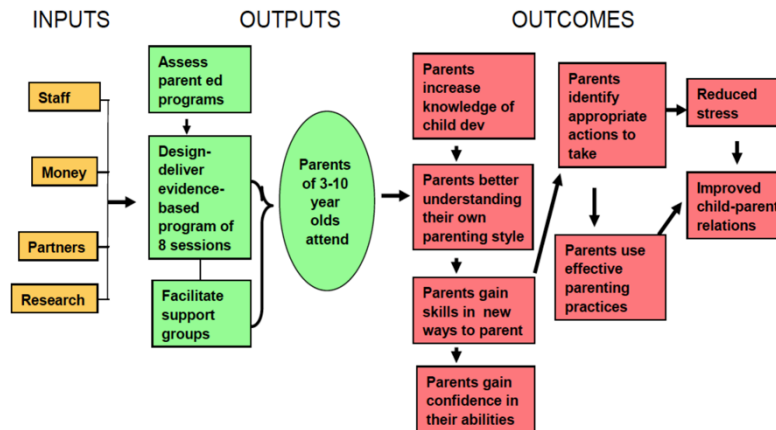 INPUTS
OUTPUTS
OUTCOMES
Staff
Money
Partners
Research
Assess
parent ed
programs
Design-
deliver
evidence-
based
program of
8 sessions
Facilitate
support
groups
Parents
of 3-10
year
olds
attend
Parents
increase
knowledge of
child dev
Parents better
understanding
their own
parenting style
Parents gain
skills in new
ways to parent
Parents gain
confidence in
their abilities
Parents
identify
appropriate
actions to
take
Parents use
effective
parenting
practices
Reduced
stress
Improved
child-parent
relations